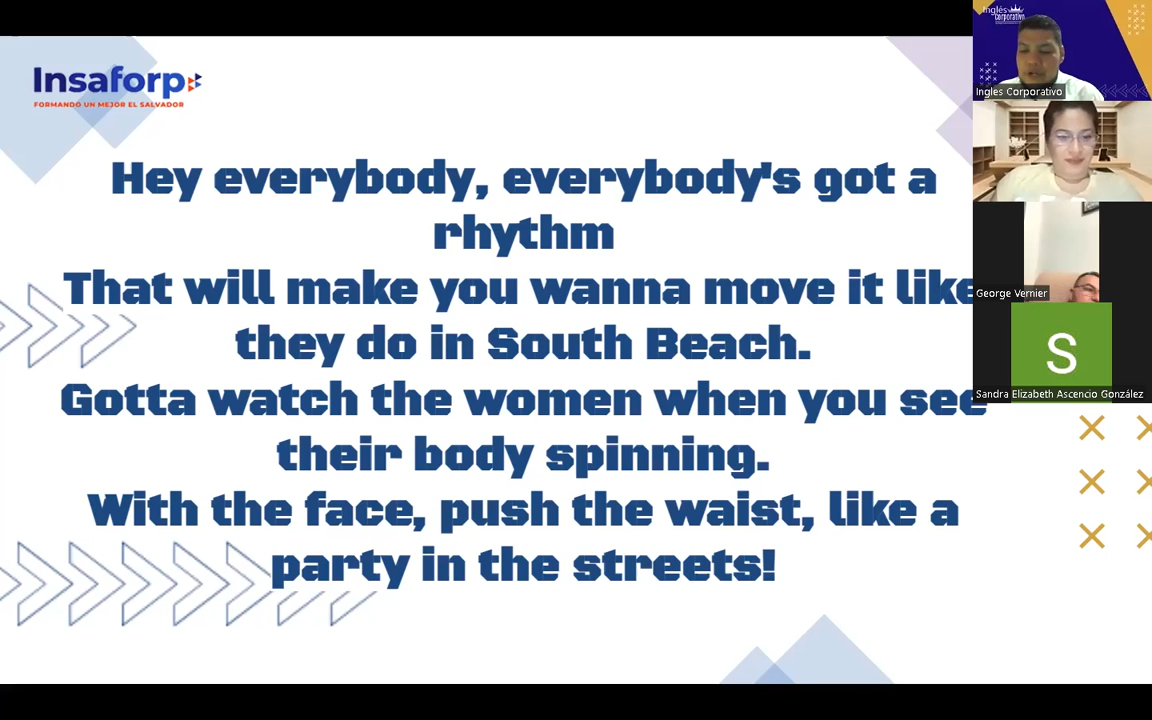 Insaforp
FORMANDO UN MEJOR EL SALVADOR
Hey everybody, everybody's got a
rhythm
That will make you wanna move it like
they do in South Beach.
Gotta watch the women when you see
their body spinning.
With the face, push the waist, like a
party in the streets!
Inglés
Corporativo
Ingles Corporativo
George Vernier
S
Sandra Elizabeth Ascencio González